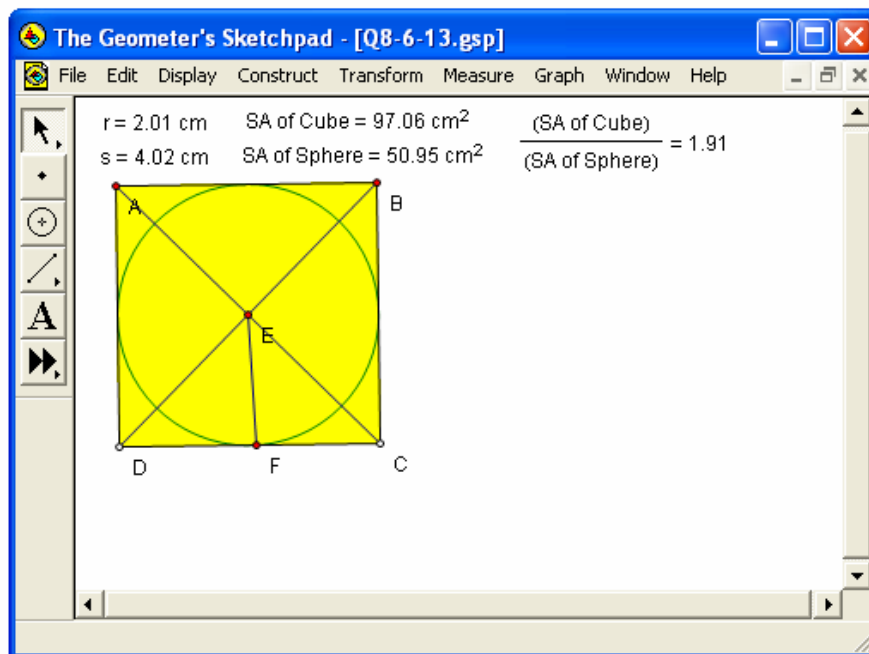 The Geometer's Sketchpad - [Q8-6-13.gsp]
File Edit Display Construct Transform Measure Graph Window Help
r = 2.01 cm SA of Cube = 97.06 cm²
s = 4.02 cm SA of Sphere = 50.95 cm²
(SA of Cube)
(SA of Sphere)
= 1.91
A
B
E
D
F
C
A